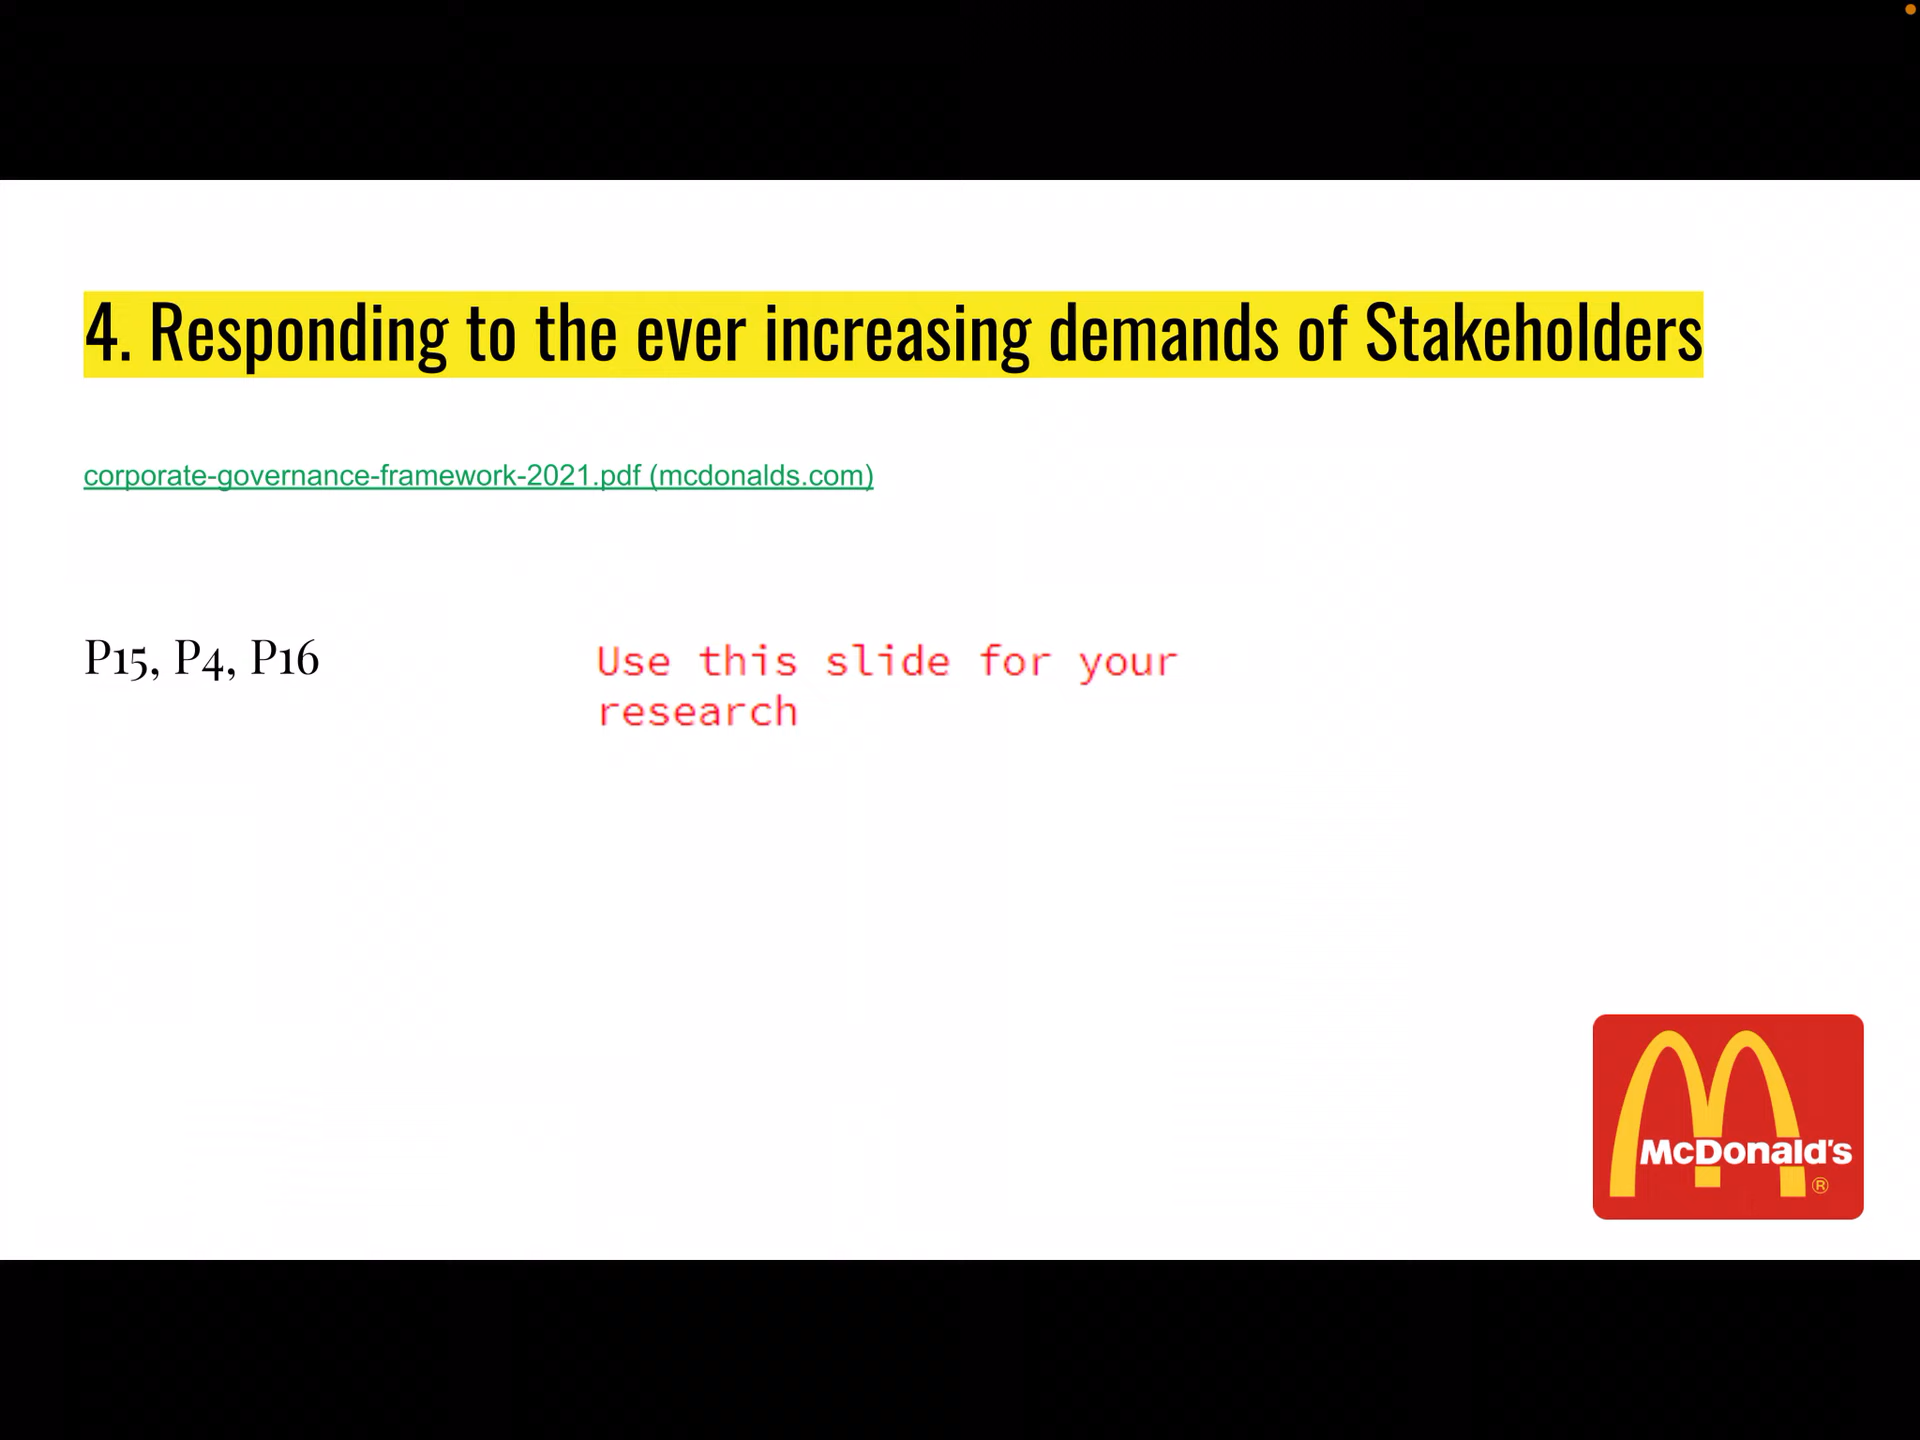 4. Responding to the ever increasing demands of Stakeholders
corporate-governance-framework-2021.pdf (mcdonalds.com)
P15, P4, P16
Use this slide for your
research
McDonald's
®